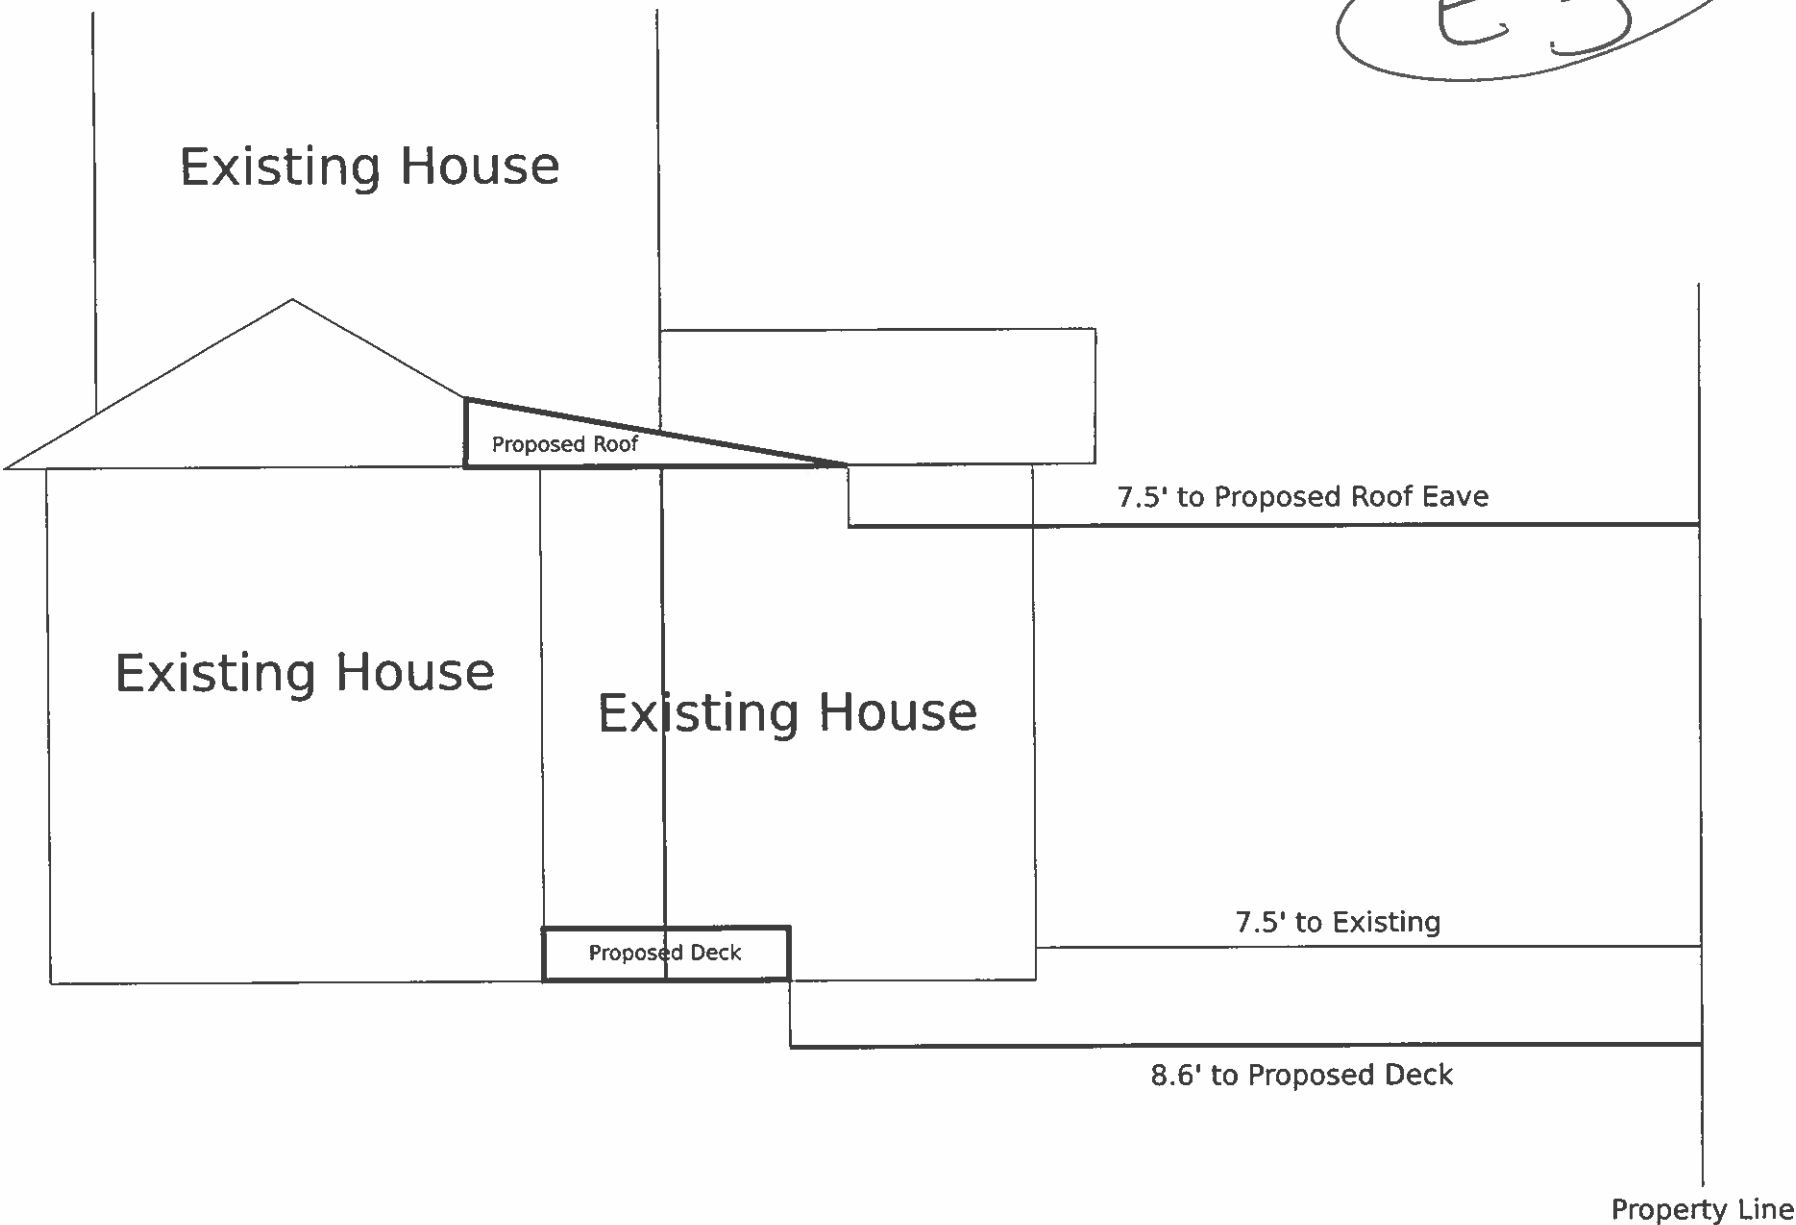 Existing House
Proposed Roof
7.5' to Proposed Roof Eave
Existing House
Existing House
7.5' to Existing
Proposed Deck
8.6' to Proposed Deck
Property Line